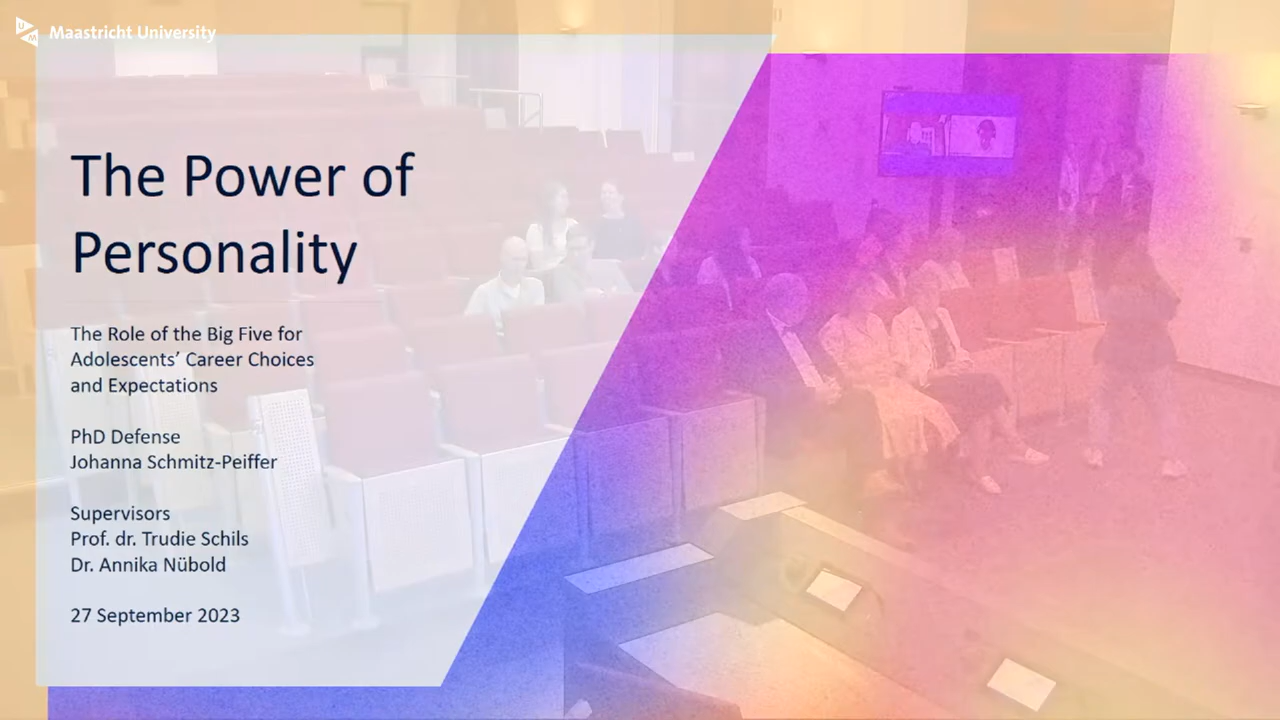 UM Maastricht University
The Power of
Personality
The Role of the Big Five for
Adolescents’ Career Choices
and Expectations
PhD Defense
Johanna Schmitz-Peiffer
Supervisors
Prof. dr. Trudie Schils
Dr. Annika Nübold
27 September 2023